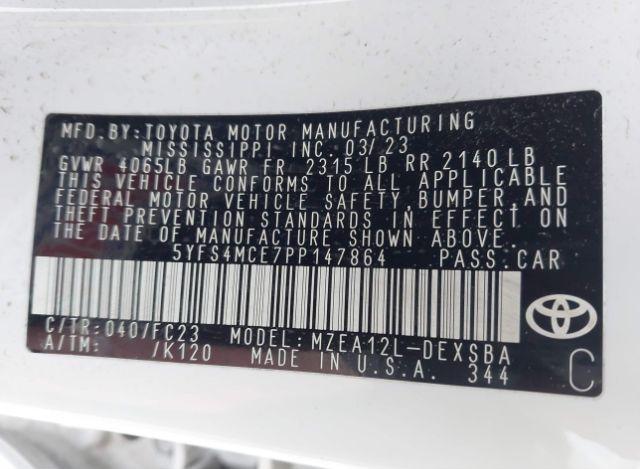 MFD.BY:TOYOTA MOTOR MANUFACTURING
MISSISSIPPI INC.03/23
GVWR 4065LB GAWR FR 2315 LB RR 2140LB
THIS VEHICLE CONFORMS TO ALL APPLICABLE
FEDERAL MOTOR VEHICLE SAFETY,BUMPER,AND
THEFT PREVENTION STANDARDS IN EFFECT ON
THE DATE OF MANUFACTURE SHOWN ABOVE.
5YFS4MCE7PP147864 PASS.CAR
C/TR:040/FC23 MODEL:MZEA12L-DEXSBA
A/TM: /K120 MADE IN U.S.A. 344
C